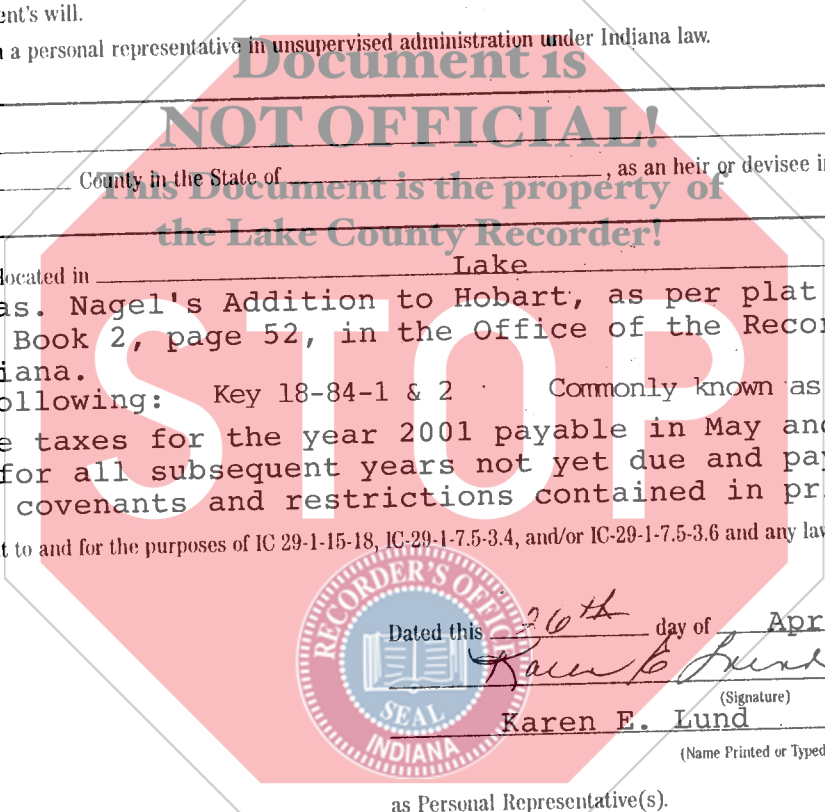 ent's will.
a personal representative in unsupervised administration under Indiana law.
Document is
NOT OFFICIAL!
County in the State of , as an heir or devisee in
This Document is the property of
the Lake County Recorder!
located in Lake
as. Nagel's Addition to Hobart, as per plat
Book 2, page 52, in the Office of the Recor
iana.
ollowing: Key 18-84-1 & 2 Commonly known as
STOP
e taxes for the year 2001 payable in May and
for all subsequent years not yet due and pay
covenants and restrictions contained in pr
t to and for the purposes of IC 29-1-15-18, IC-29-1-7.5-3.4, and/or IC-29-1-7.5-3.6 and any law
RECORDER'S OFFICE
SEAL
INDIANA
Dated this 26th day of Apr
Karen E Lund
(Signature)
Karen E. Lund
(Name Printed or Typed
as Personal Representative(s).